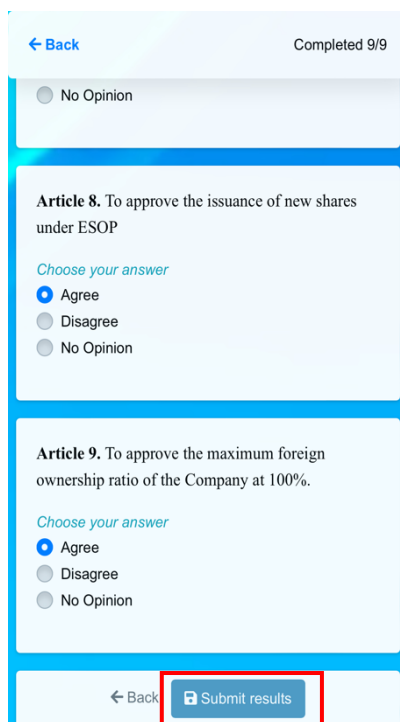 Back Completed 9/9
No Opinion
Article 8. To approve the issuance of new shares
under ESOP
Choose your answer
Agree
Disagree
No Opinion
Article 9. To approve the maximum foreign
ownership ratio of the Company at 100%.
Choose your answer
Agree
Disagree
No Opinion
Back Submit results